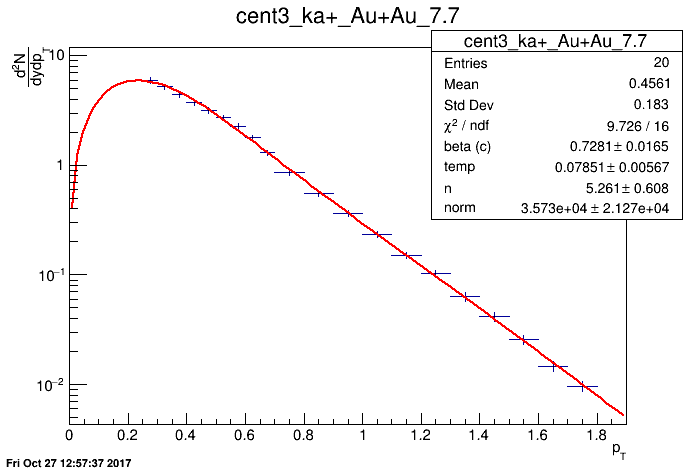 cent3_ka+_Au+Au_7.7
cent3_ka+_Au+Au_7.7
Entries 20
Mean 0.4561
Std Dev 0.183
χ² / ndf 9.726 / 16
beta (c) 0.7281 ± 0.0165
temp 0.07851 ± 0.00567
n 5.261 ± 0.608
norm 3.573e+04 ± 2.127e+04
d²N
dydp_T
10
1
10⁻¹
10⁻²
0 0.2 0.4 0.6 0.8 1 1.2 1.4 1.6 1.8
p_T
Fri Oct 27 12:57:37 2017